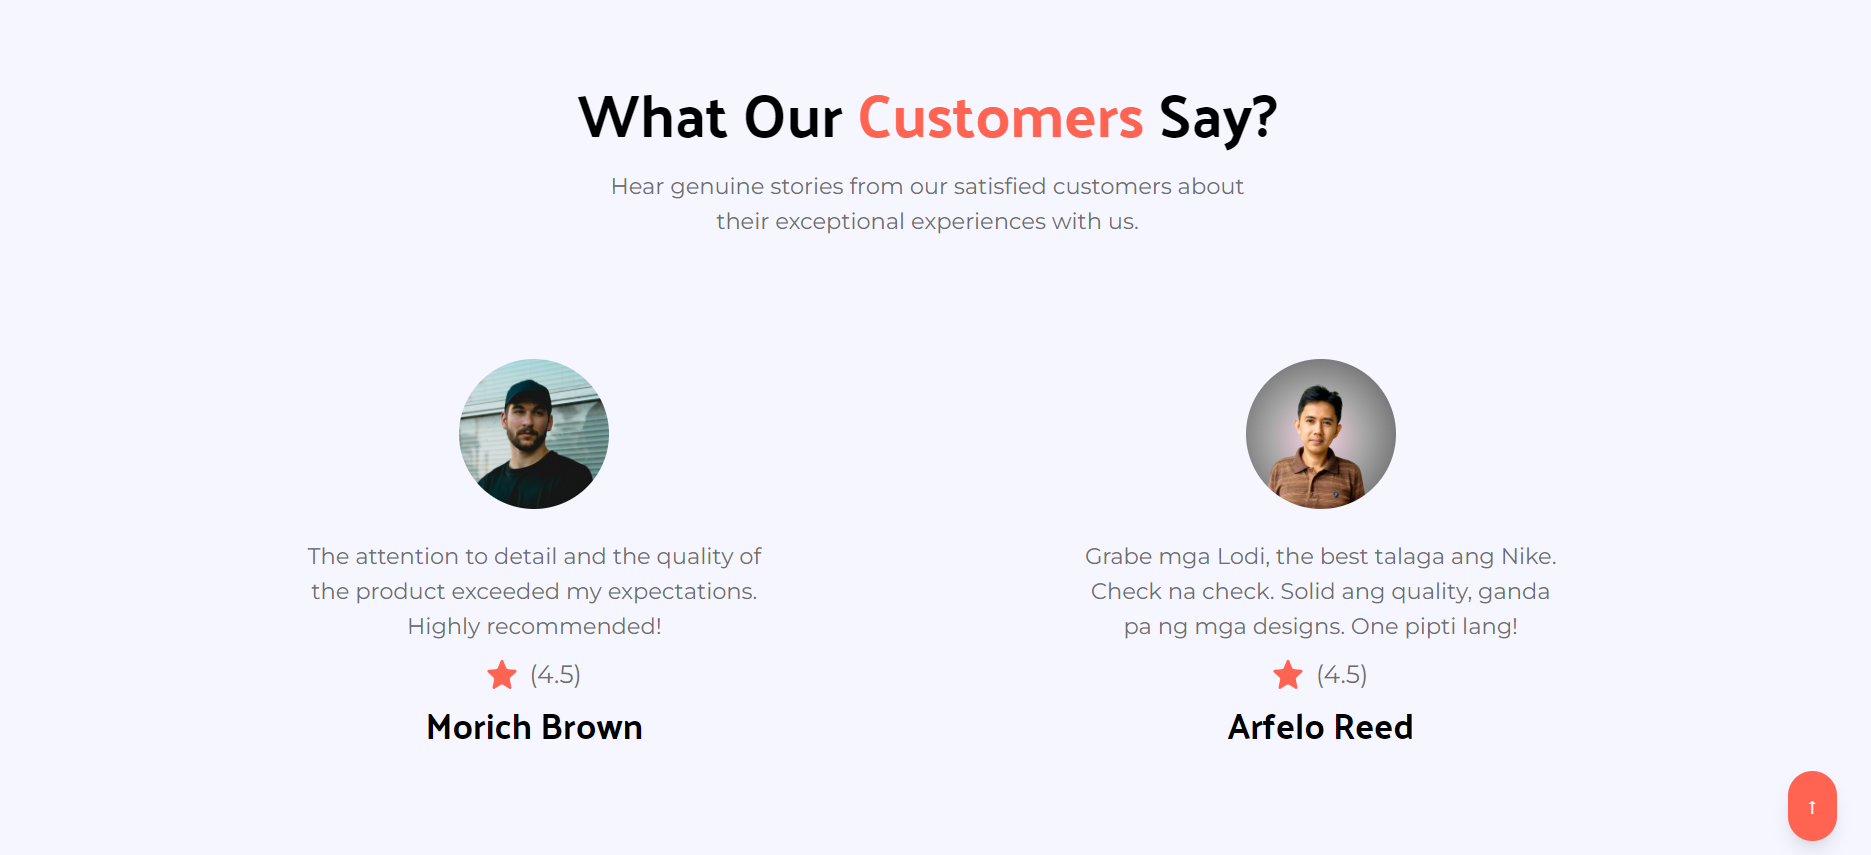 What Our Customers Say?
Hear genuine stories from our satisfied customers about
their exceptional experiences with us.
The attention to detail and the quality of
the product exceeded my expectations.
Highly recommended!
(4.5)
Morich Brown
Grabe mga Lodi, the best talaga ang Nike.
Check na check. Solid ang quality, ganda
pa ng mga designs. One pipti lang!
(4.5)
Arfelo Reed
↑